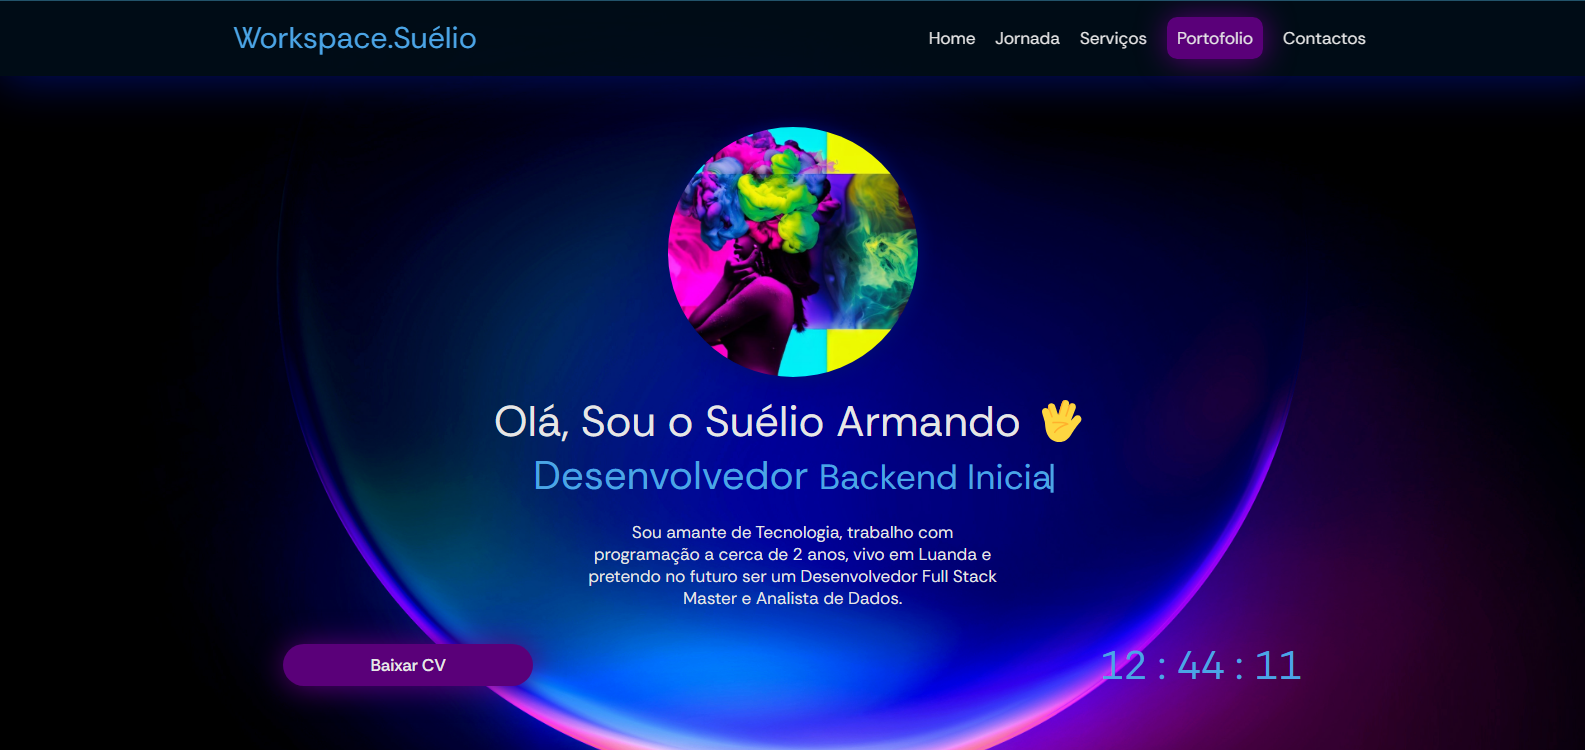 Workspace.Suélio
Home Jornada Serviços Portofolio Contactos
Olá, Sou o Suélio Armando 🖖
Desenvolvedor Backend Inicia|
Sou amante de Tecnologia, trabalho com
programação a cerca de 2 anos, vivo em Luanda e
pretendo no futuro ser um Desenvolvedor Full Stack
Master e Analista de Dados.
Baixar CV
12 : 44 : 11